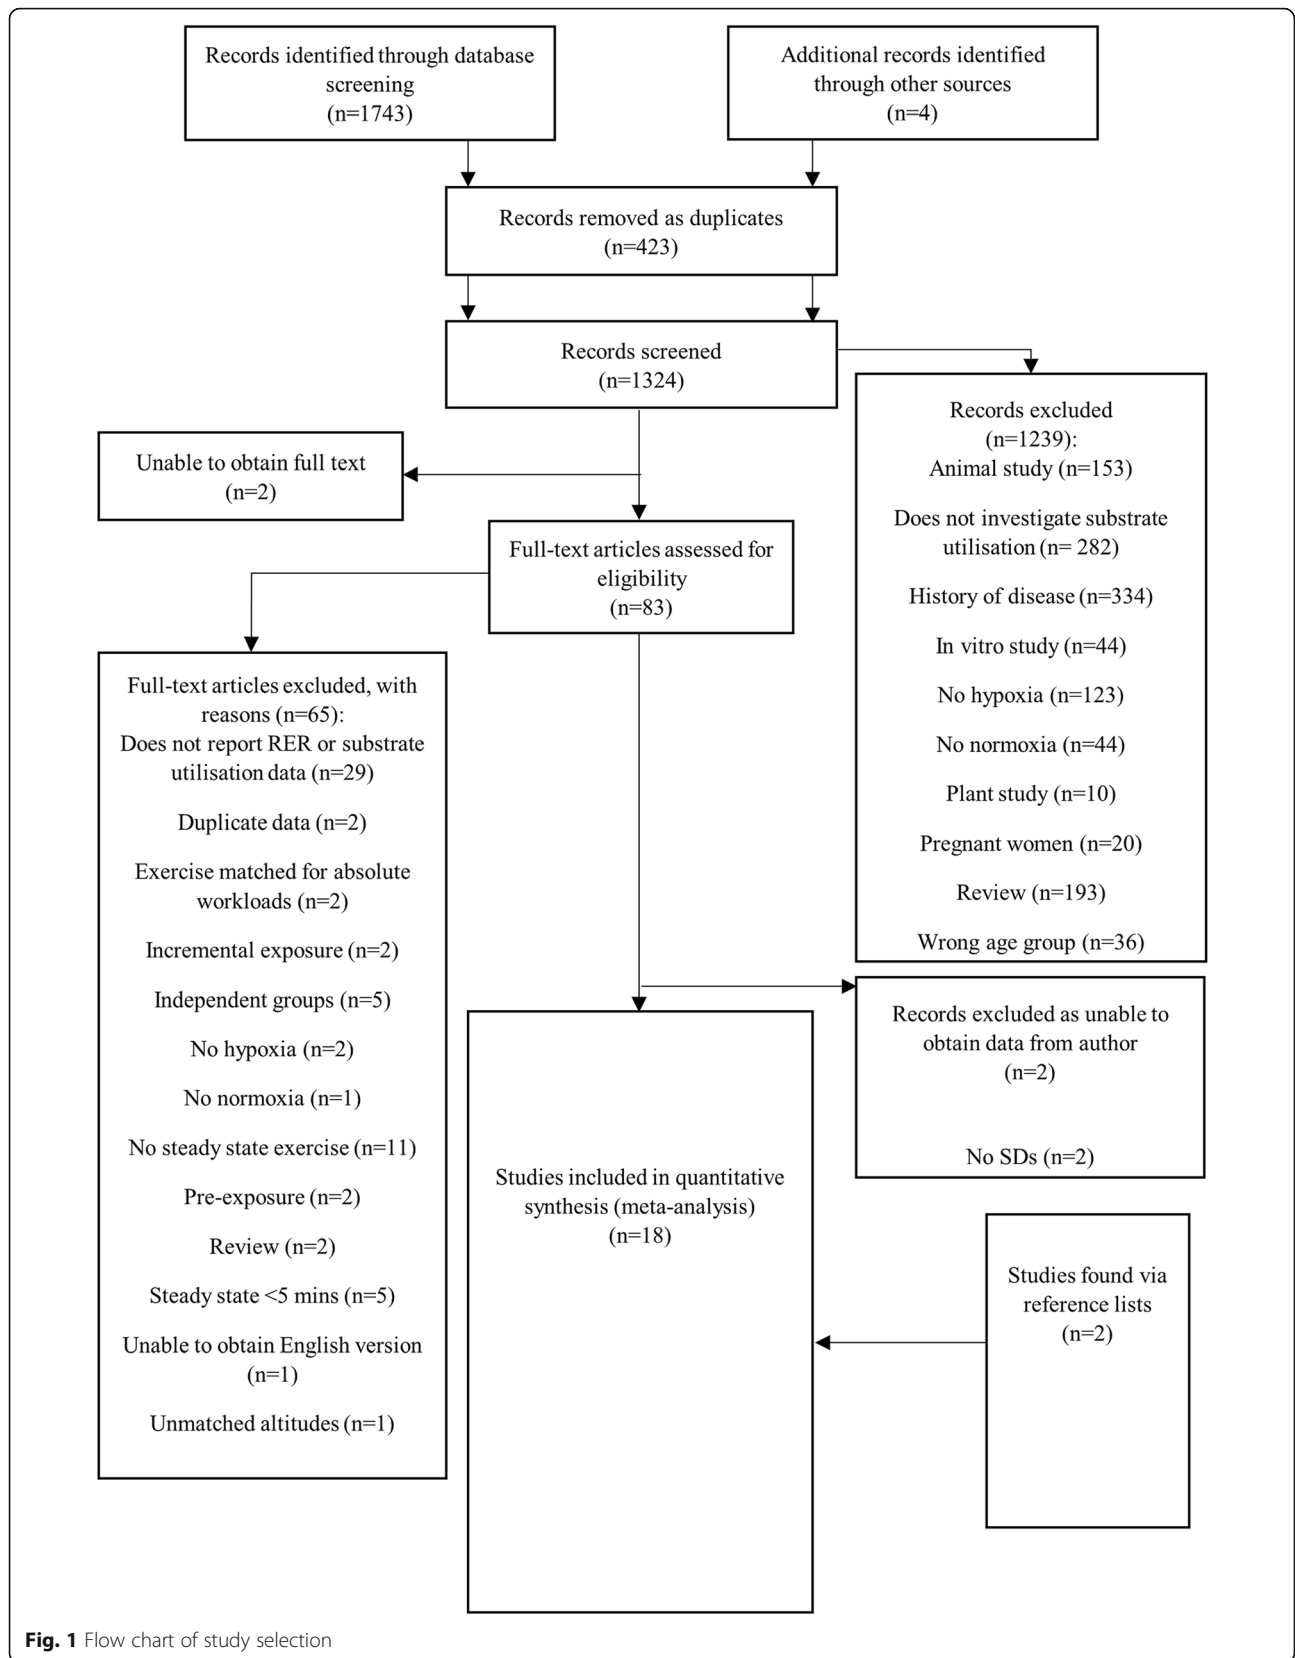 Records identified through database
screening
(n=1743)
Additional records identified
through other sources
(n=4)
Records removed as duplicates
(n=423)
Records screened
(n=1324)
Records excluded
(n=1239):
Animal study (n=153)
Does not investigate substrate
utilisation (n= 282)
History of disease (n=334)
In vitro study (n=44)
No hypoxia (n=123)
No normoxia (n=44)
Plant study (n=10)
Pregnant women (n=20)
Review (n=193)
Wrong age group (n=36)
Unable to obtain full text
(n=2)
Full-text articles assessed for
eligibility
(n=83)
Full-text articles excluded, with
reasons (n=65):
Does not report RER or substrate
utilisation data (n=29)
Duplicate data (n=2)
Exercise matched for absolute
workloads (n=2)
Incremental exposure (n=2)
Independent groups (n=5)
No hypoxia (n=2)
No normoxia (n=1)
No steady state exercise (n=11)
Pre-exposure (n=2)
Review (n=2)
Steady state <5 mins (n=5)
Unable to obtain English version
(n=1)
Unmatched altitudes (n=1)
Records excluded as unable to
obtain data from author
(n=2)
No SDs (n=2)
Studies included in quantitative
synthesis (meta-analysis)
(n=18)
Studies found via
reference lists
(n=2)
Fig. 1 Flow chart of study selection